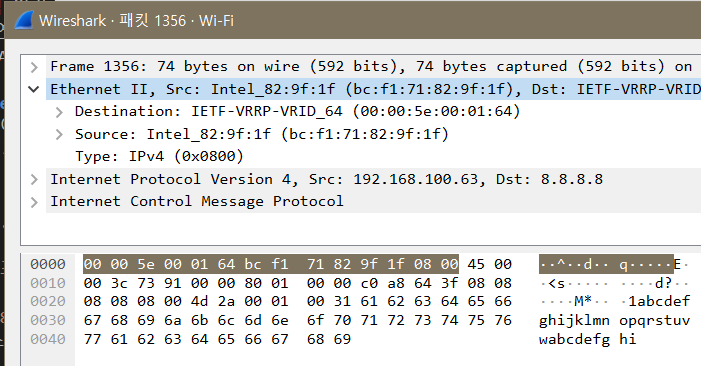 Wireshark · 패킷 1356 · Wi-Fi
Frame 1356: 74 bytes on wire (592 bits), 74 bytes captured (592 bits) on
Ethernet II, Src: Intel_82:9f:1f (bc:f1:71:82:9f:1f), Dst: IETF-VRRP-VRID
Destination: IETF-VRRP-VRID_64 (00:00:5e:00:01:64)
Source: Intel_82:9f:1f (bc:f1:71:82:9f:1f)
Type: IPv4 (0x0800)
Internet Protocol Version 4, Src: 192.168.100.63, Dst: 8.8.8.8
Internet Control Message Protocol
0000 00 00 5e 00 01 64 bc f1 71 82 9f 1f 08 00 45 00 ··^··d·· q·····E·
0010 00 3c 73 91 00 00 80 01 00 00 c0 a8 64 3f 08 08 ·<s····· ····d?··
0020 08 08 08 00 4d 2a 00 01 00 31 61 62 63 64 65 66 ····M*·· ·1abcdef
0030 67 68 69 6a 6b 6c 6d 6e 6f 70 71 72 73 74 75 76 ghijklmn opqrstuv
0040 77 61 62 63 64 65 66 67 68 69 wabcdefg hi